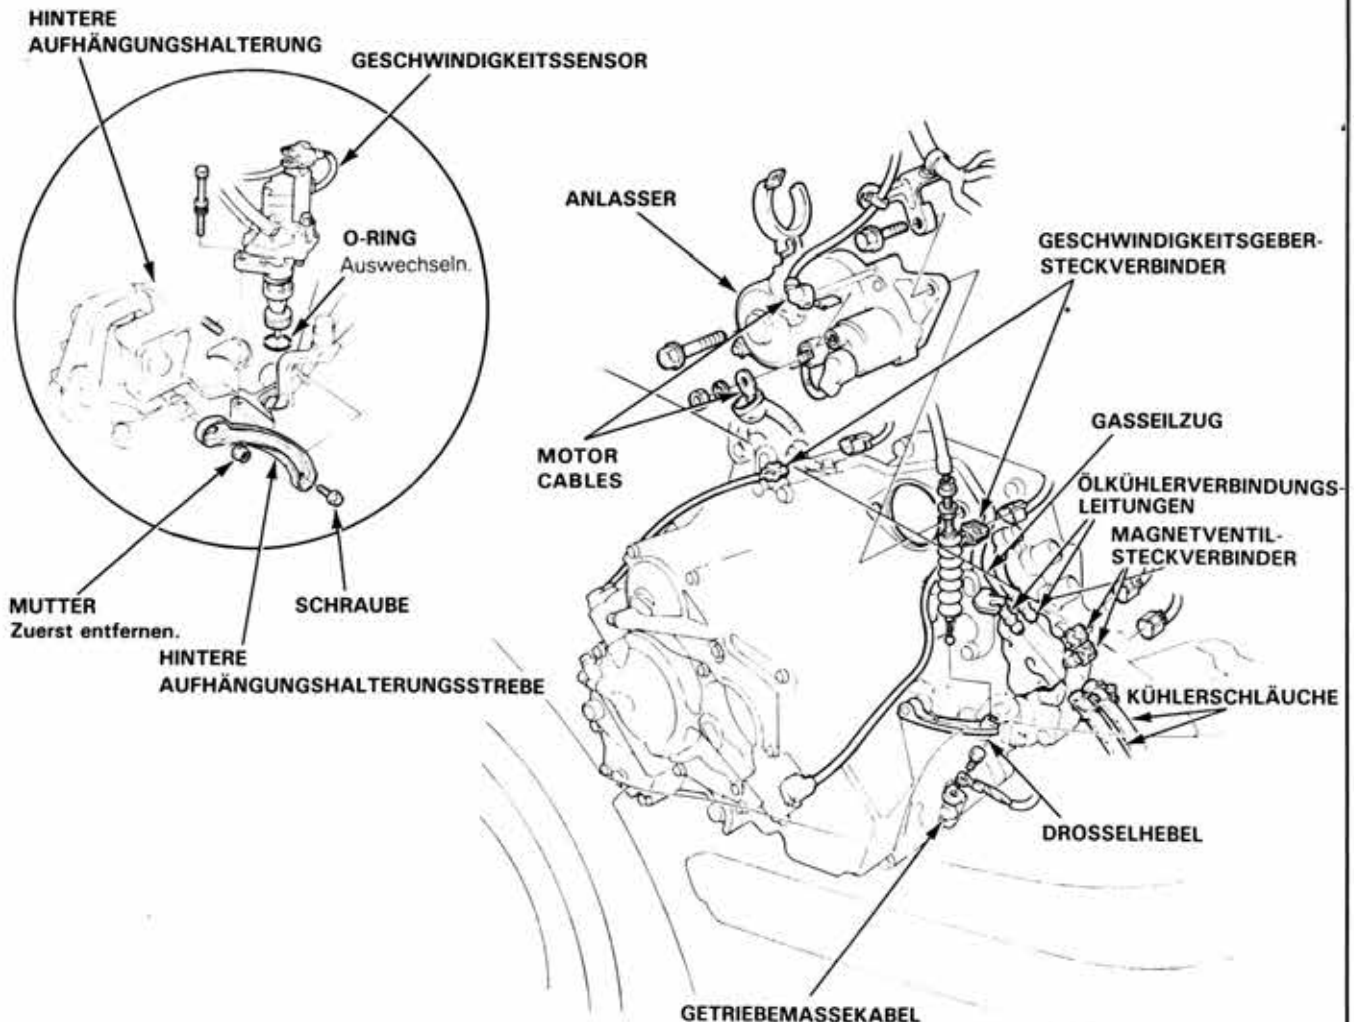 HINTERE
AUFHÄNGUNGSHALTERUNG
GESCHWINDIGKEITSSENSOR
O-RING
Auswechseln.
MUTTER
Zuerst entfernen.
SCHRAUBE
HINTERE
AUFHÄNGUNGSHALTERUNGSSTREBE
ANLASSER
GESCHWINDIGKEITSGEBER-
STECKVERBINDER
MOTOR
CABLES
GASSEILZUG
ÖLKÜHLERVERBINDUNGS-
LEITUNGEN
MAGNETVENTIL-
STECKVERBINDER
KÜHLERSCHLÄUCHE
DROSSELHEBEL
GETRIEBEMASSEKABEL